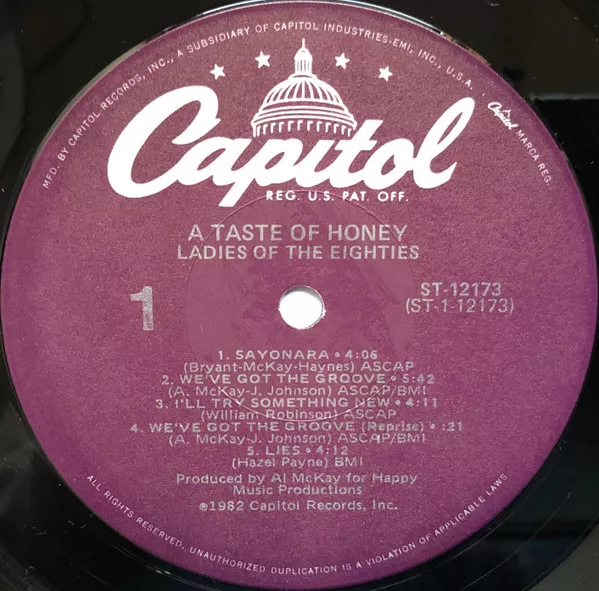 MFD. BY CAPITOL RECORDS, INC., A SUBSIDIARY OF CAPITOL INDUSTRIES-EMI, INC., U.S.A.
Capitol MARCA REG.
Capitol
REG. U.S. PAT. OFF.
A TASTE OF HONEY
LADIES OF THE EIGHTIES
1
ST-12173
(ST-1-12173)
1. SAYONARA • 4:06
(Bryant-McKay-Haynes) ASCAP
2. WE'VE GOT THE GROOVE • 5:42
(A. McKay-J. Johnson) ASCAP/BMI
3. I'LL TRY SOMETHING NEW • 4:11
(William Robinson) ASCAP
4. WE'VE GOT THE GROOVE (Reprise) • :21
(A. McKay-J. Johnson) ASCAP/BMI
5. LIES • 4:12
(Hazel Payne) BMI
Produced by Al McKay for Happy
Music Productions
℗1982 Capitol Records, Inc.
ALL RIGHTS RESERVED. UNAUTHORIZED DUPLICATION IS A VIOLATION OF APPLICABLE LAWS